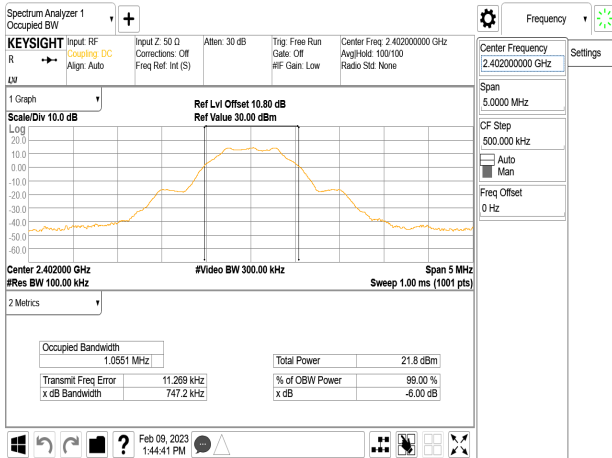 Spectrum Analyzer 1
Occupied BW
▼
+
Frequency ▼
KEYSIGHT
R
LXI
Input: RF
Coupling: DC
Align: Auto
Input Z: 50 Ω
Corrections: Off
Freq Ref: Int (S)
Atten: 30 dB
Trig: Free Run
Gate: Off
#IF Gain: Low
Center Freq: 2.402000000 GHz
Avg|Hold: 100/100
Radio Std: None
Center Frequency
2.402000000 GHz
Settings
Span
5.0000 MHz
CF Step
500.000 kHz
Auto
Man
Freq Offset
0 Hz
1 Graph ▼
Scale/Div 10.0 dB
Ref Lvl Offset 10.80 dB
Ref Value 30.00 dBm
Log
20.0
10.0
0.00
-10.0
-20.0
-30.0
-40.0
-50.0
-60.0
Center 2.402000 GHz
#Res BW 100.00 kHz
#Video BW 300.00 kHz
Span 5 MHz
Sweep 1.00 ms (1001 pts)
2 Metrics ▼
Occupied Bandwidth
1.0551 MHz
Total Power 21.8 dBm
Transmit Freq Error 11.269 kHz
% of OBW Power 99.00 %
x dB Bandwidth 747.2 kHz
x dB -6.00 dB
?
Feb 09, 2023
1:44:41 PM